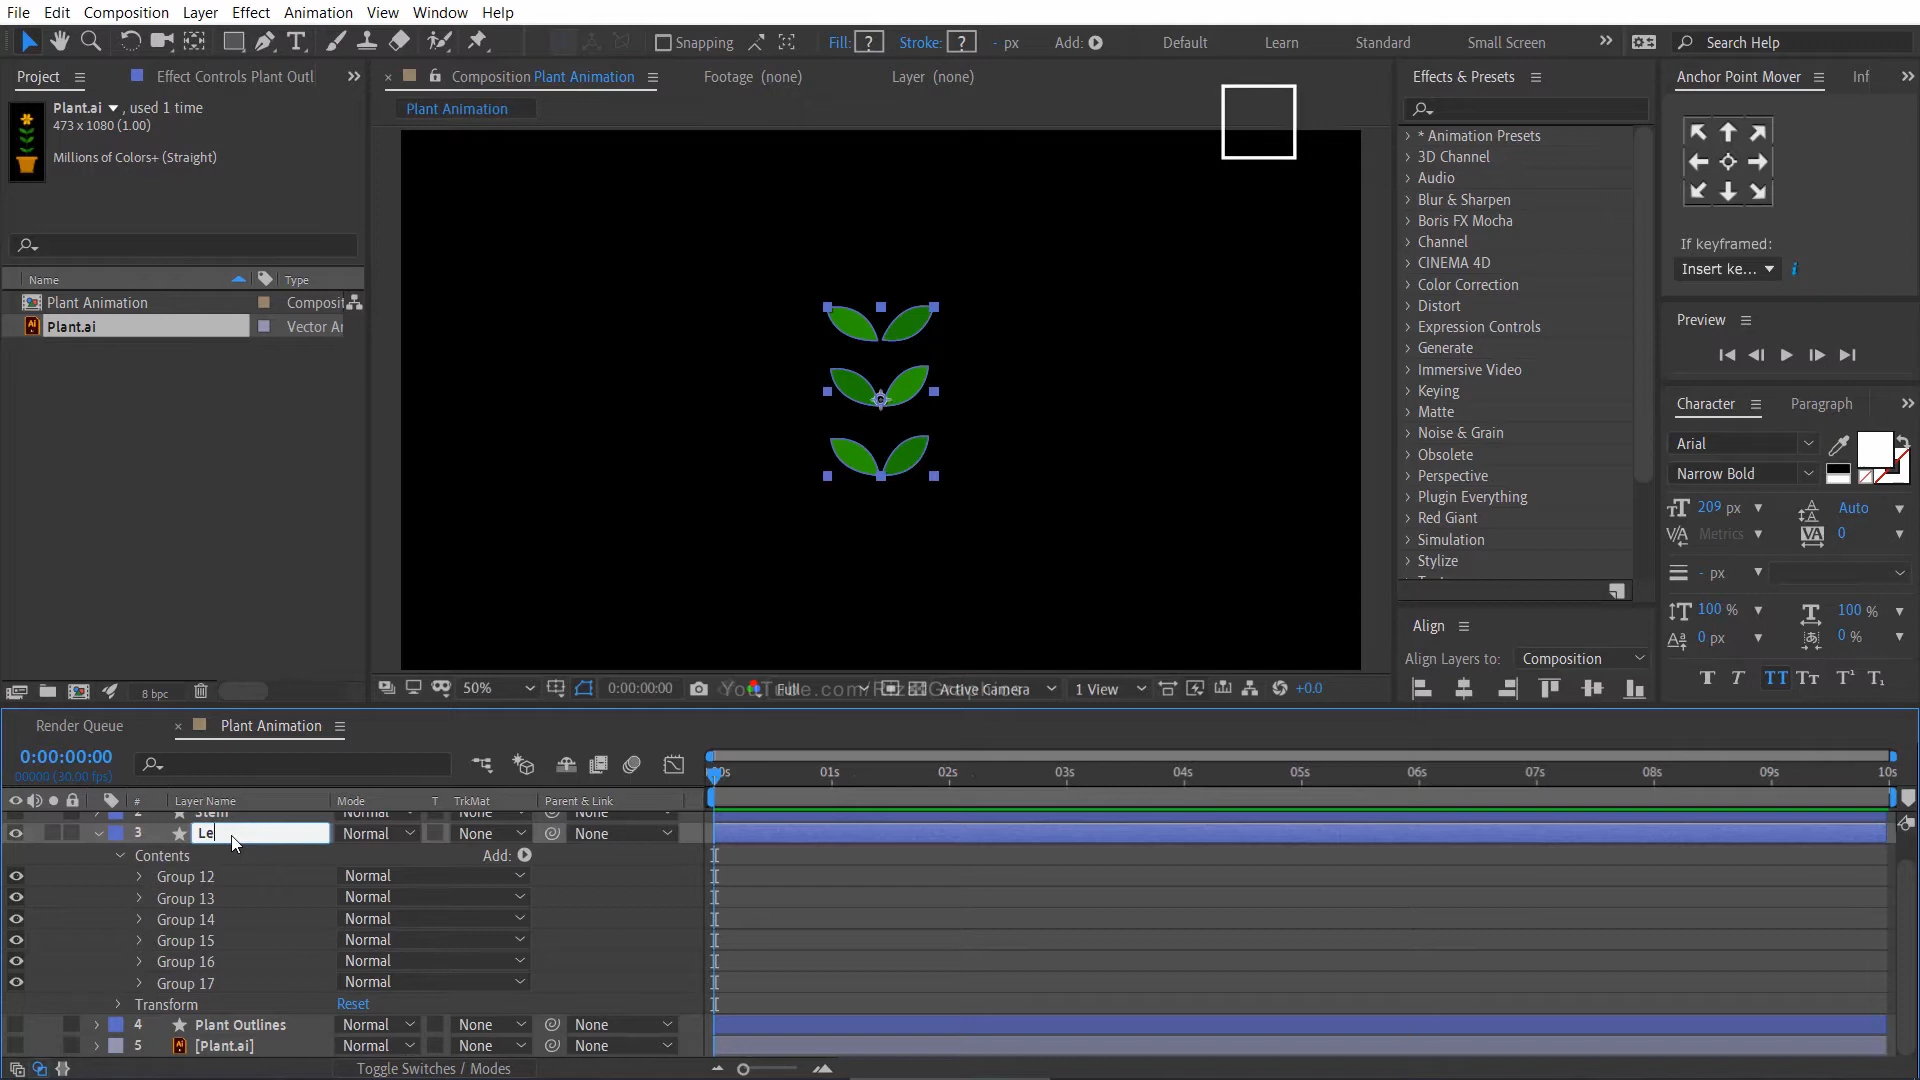 File Edit Composition Layer Effect Animation View Window Help
Snapping Fill: ? Stroke: ? - px Add: Default Learn Standard Small Screen Search Help
Project Effect Controls Plant Outl Composition Plant Animation Footage (none) Layer (none) Effects & Presets Anchor Point Mover Inf
Plant.ai , used 1 time
473 x 1080 (1.00)
Millions of Colors+ (Straight)
Plant Animation
* Animation Presets
3D Channel
Audio
Blur & Sharpen
Boris FX Mocha
Channel
CINEMA 4D
Color Correction
Distort
Expression Controls
Generate
Immersive Video
Keying
Matte
Noise & Grain
Obsolete
Perspective
Plugin Everything
Red Giant
Simulation
Stylize
If keyframed:
Insert ke...
Preview
Character Paragraph
Arial
Narrow Bold
209 px Auto
Metrics 0
- px
100 % 100 %
0 px 0 %
TT
Name Type
Plant Animation Composit
Plant.ai Vector Ar
Align
Align Layers to: Composition
8 bpc
50% 0:00:00:00 Full Active Camera 1 View +0.0
Render Queue Plant Animation
0:00:00:00
00000 (30.00 fps)
01s 02s 03s 04s 05s 06s 07s 08s 09s 10s
# Layer Name Mode T TrkMat Parent & Link
2 Stem Normal None None
3 Le Normal None None
Contents Add:
Group 12 Normal
Group 13 Normal
Group 14 Normal
Group 15 Normal
Group 16 Normal
Group 17 Normal
Transform Reset
4 Plant Outlines Normal None None
5 [Plant.ai] Normal None None
Toggle Switches / Modes